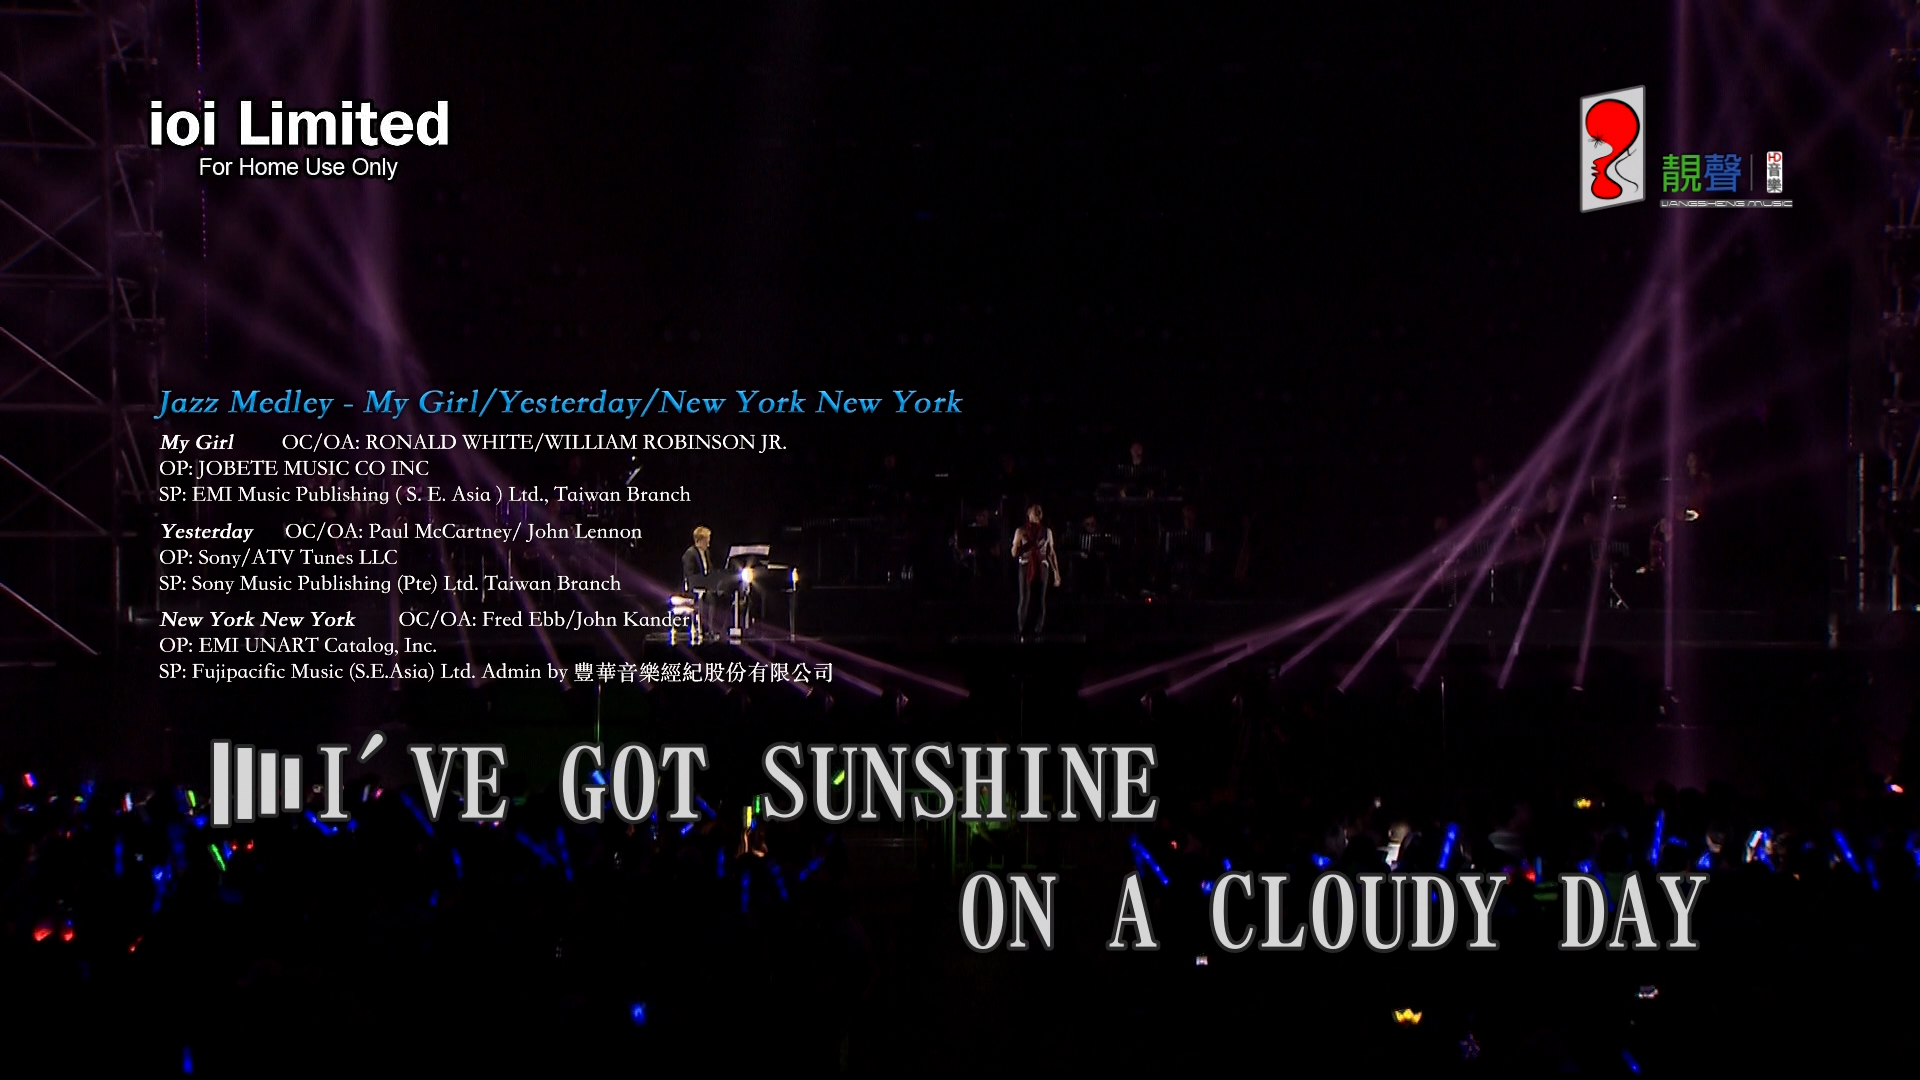 ioi Limited
For Home Use Only
靚聲
HD
音樂
LIANGSHENG MUSIC
Jazz Medley - My Girl/Yesterday/New York New York
My Girl OC/OA: RONALD WHITE/WILLIAM ROBINSON JR.
OP: JOBETE MUSIC CO INC
SP: EMI Music Publishing ( S. E. Asia ) Ltd., Taiwan Branch
Yesterday OC/OA: Paul McCartney/ John Lennon
OP: Sony/ATV Tunes LLC
SP: Sony Music Publishing (Pte) Ltd. Taiwan Branch
New York New York OC/OA: Fred Ebb/John Kander
OP: EMI UNART Catalog, Inc.
SP: Fujipacific Music (S.E.Asia) Ltd. Admin by 豐華音樂經紀股份有限公司
I´VE GOT SUNSHINE
ON A CLOUDY DAY